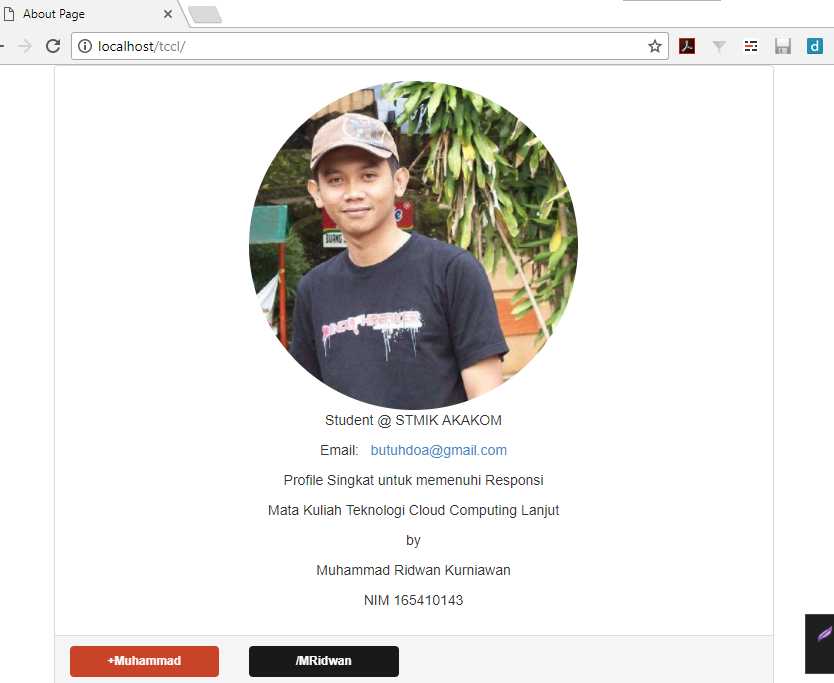 About Page
localhost/tccl/
Student @ STMIK AKAKOM
Email: butuhdoa@gmail.com
Profile Singkat untuk memenuhi Responsi
Mata Kuliah Teknologi Cloud Computing Lanjut
by
Muhammad Ridwan Kurniawan
NIM 165410143
+Muhammad
/MRidwan